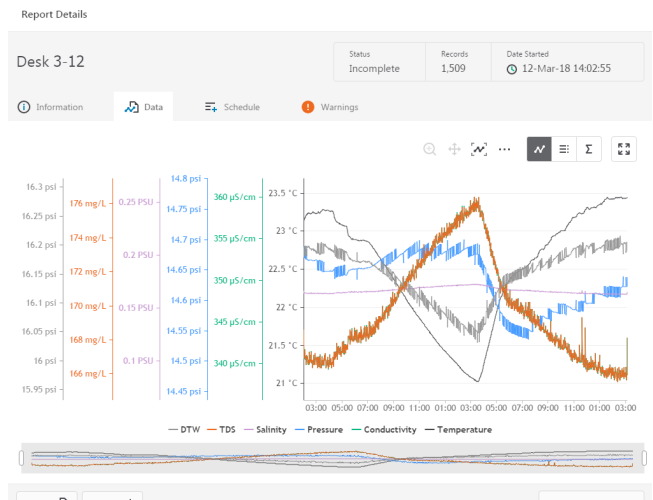 Report Details
Desk 3-12
Status
Incomplete
Records
1,509
Date Started
12-Mar-18 14:02:55
Information
Data
Schedule
Warnings
16.3 psi
16.25 psi
16.2 psi
16.15 psi
16.1 psi
16.05 psi
16 psi
15.95 psi
176 mg/L
174 mg/L
172 mg/L
170 mg/L
168 mg/L
166 mg/L
0.25 PSU
0.2 PSU
0.15 PSU
0.1 PSU
14.8 psi
14.75 psi
14.7 psi
14.65 psi
14.6 psi
14.55 psi
14.5 psi
14.45 psi
360 µS/cm
355 µS/cm
350 µS/cm
345 µS/cm
340 µS/cm
23.5 °C
23 °C
22.5 °C
22 °C
21.5 °C
21 °C
03:00 05:00 07:00 09:00 11:00 01:00 03:00 05:00 07:00 09:00 11:00 01:00 03:00
DTW TDS Salinity Pressure Conductivity Temperature